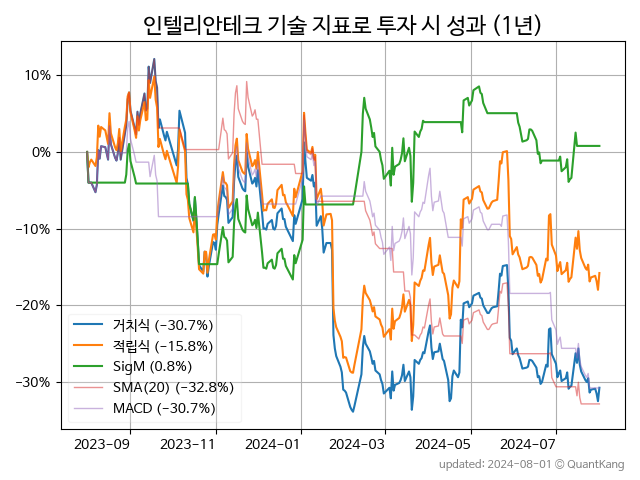 인텔리안테크 기술 지표로 투자 시 성과 (1년)
10%
0%
−10%
−20%
−30%
거치식 (−30.7%)
적립식 (−15.8%)
SigM (0.8%)
SMA(20) (−32.8%)
MACD (−30.7%)
2023−09 2023−11 2024−01 2024−03 2024−05 2024−07
updated: 2024−08−01 ⓒ QuantKang